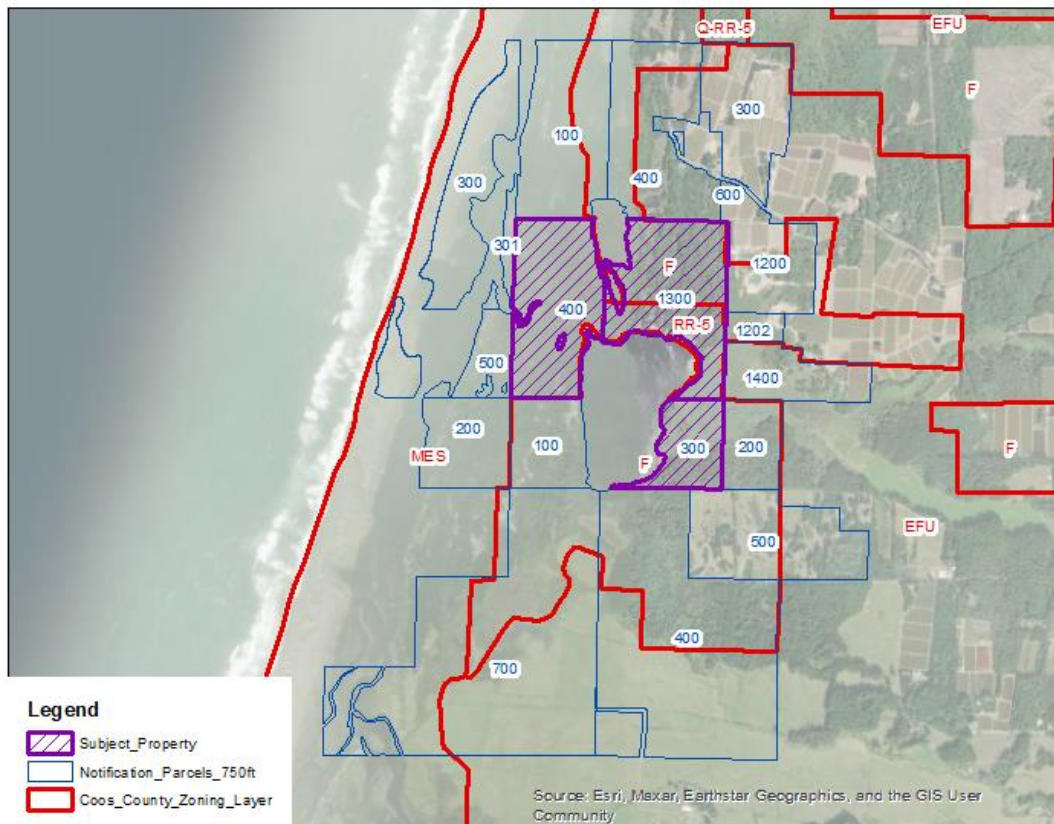 Q-RR-5
EFU
F
300
100
300
400
600
301
F
1200
400
1300
RR-5
1202
500
1400
200
100
F
300
200
MES
500
F
EFU
400
700
Legend
Subject_Property
Notification_Parcels_750ft
Coos_County_Zoning_Layer
Source: Esri, Maxar, Earthstar Geographics, and the GIS User
Community